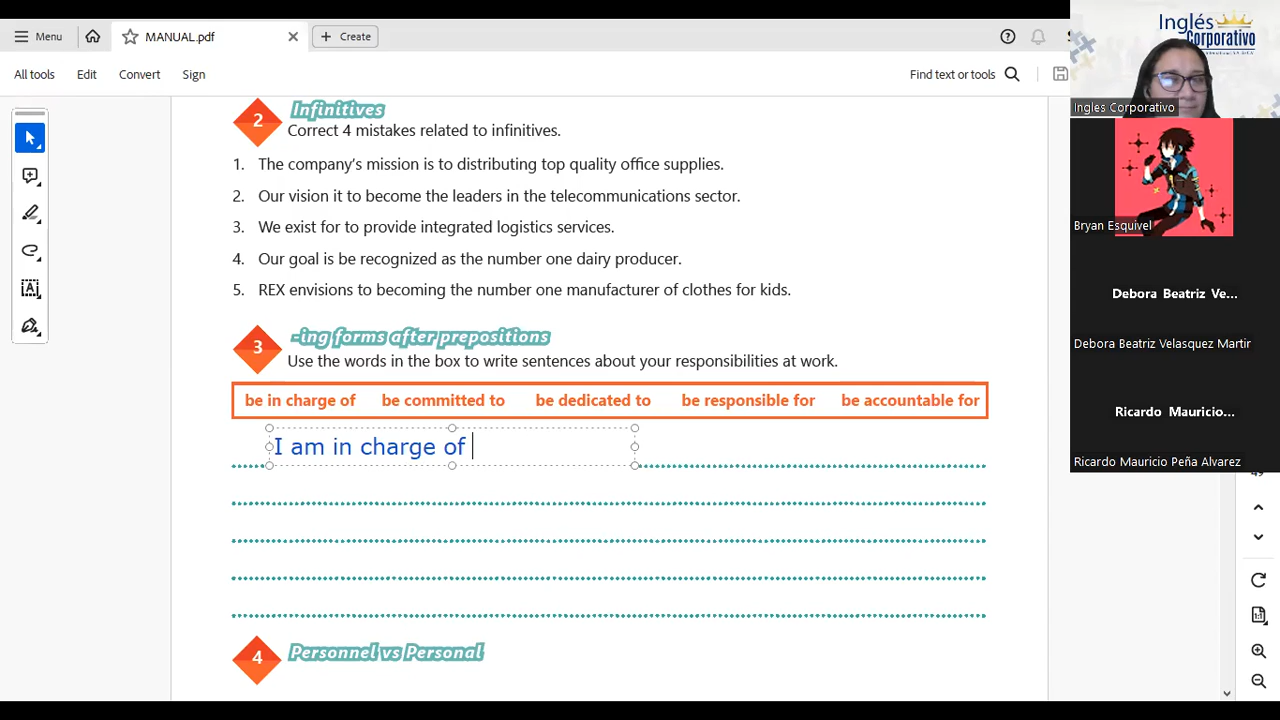 Menu
MANUAL.pdf
Create
All tools
Edit
Convert
Sign
Find text or tools
Inglés
Corporativo
Ingles Corporativo
2
Infinitives
Correct 4 mistakes related to infinitives.
1. The company's mission is to distributing top quality office supplies.
2. Our vision it to become the leaders in the telecommunications sector.
3. We exist for to provide integrated logistics services.
4. Our goal is be recognized as the number one dairy producer.
5. REX envisions to becoming the number one manufacturer of clothes for kids.
3
-ing forms after prepositions
Use the words in the box to write sentences about your responsibilities at work.
be in charge of be committed to be dedicated to be responsible for be accountable for
I am in charge of
4
Personnel vs Personal
Bryan Esquivel
Debora Beatriz Ve...
Debora Beatriz Velasquez Martir
Ricardo Mauricio...
Ricardo Mauricio Peña Alvarez